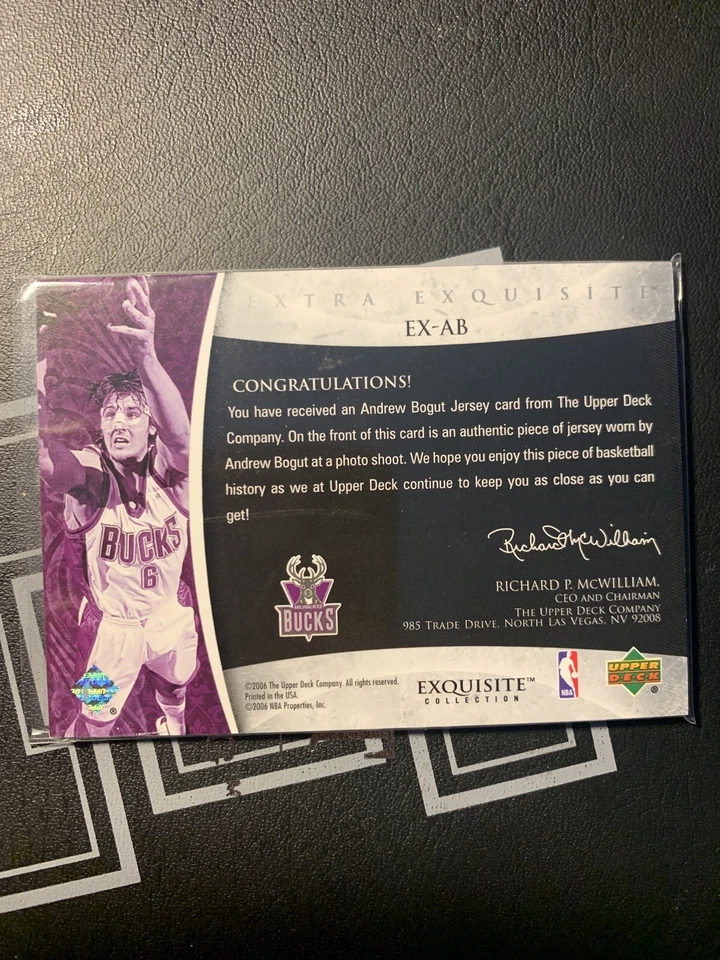 EXTRA EXQUISITE
EX-AB
CONGRATULATIONS!
You have received an Andrew Bogut Jersey card from The Upper Deck
Company. On the front of this card is an authentic piece of jersey worn by
Andrew Bogut at a photo shoot. We hope you enjoy this piece of basketball
history as we at Upper Deck continue to keep you as close as you can
get!
Richard McWilliam
RICHARD P. MCWILLIAM.
CEO AND CHAIRMAN
THE UPPER DECK COMPANY
985 TRADE DRIVE, NORTH LAS VEGAS, NV 92008
BUCKS
6
MILWAUKEE
BUCKS
©2006 The Upper Deck Company. All rights reserved.
Printed in the USA.
©2006 NBA Properties, Inc.
EXQUISITE™
COLLECTION
NBA
UPPER
DECK
®
®